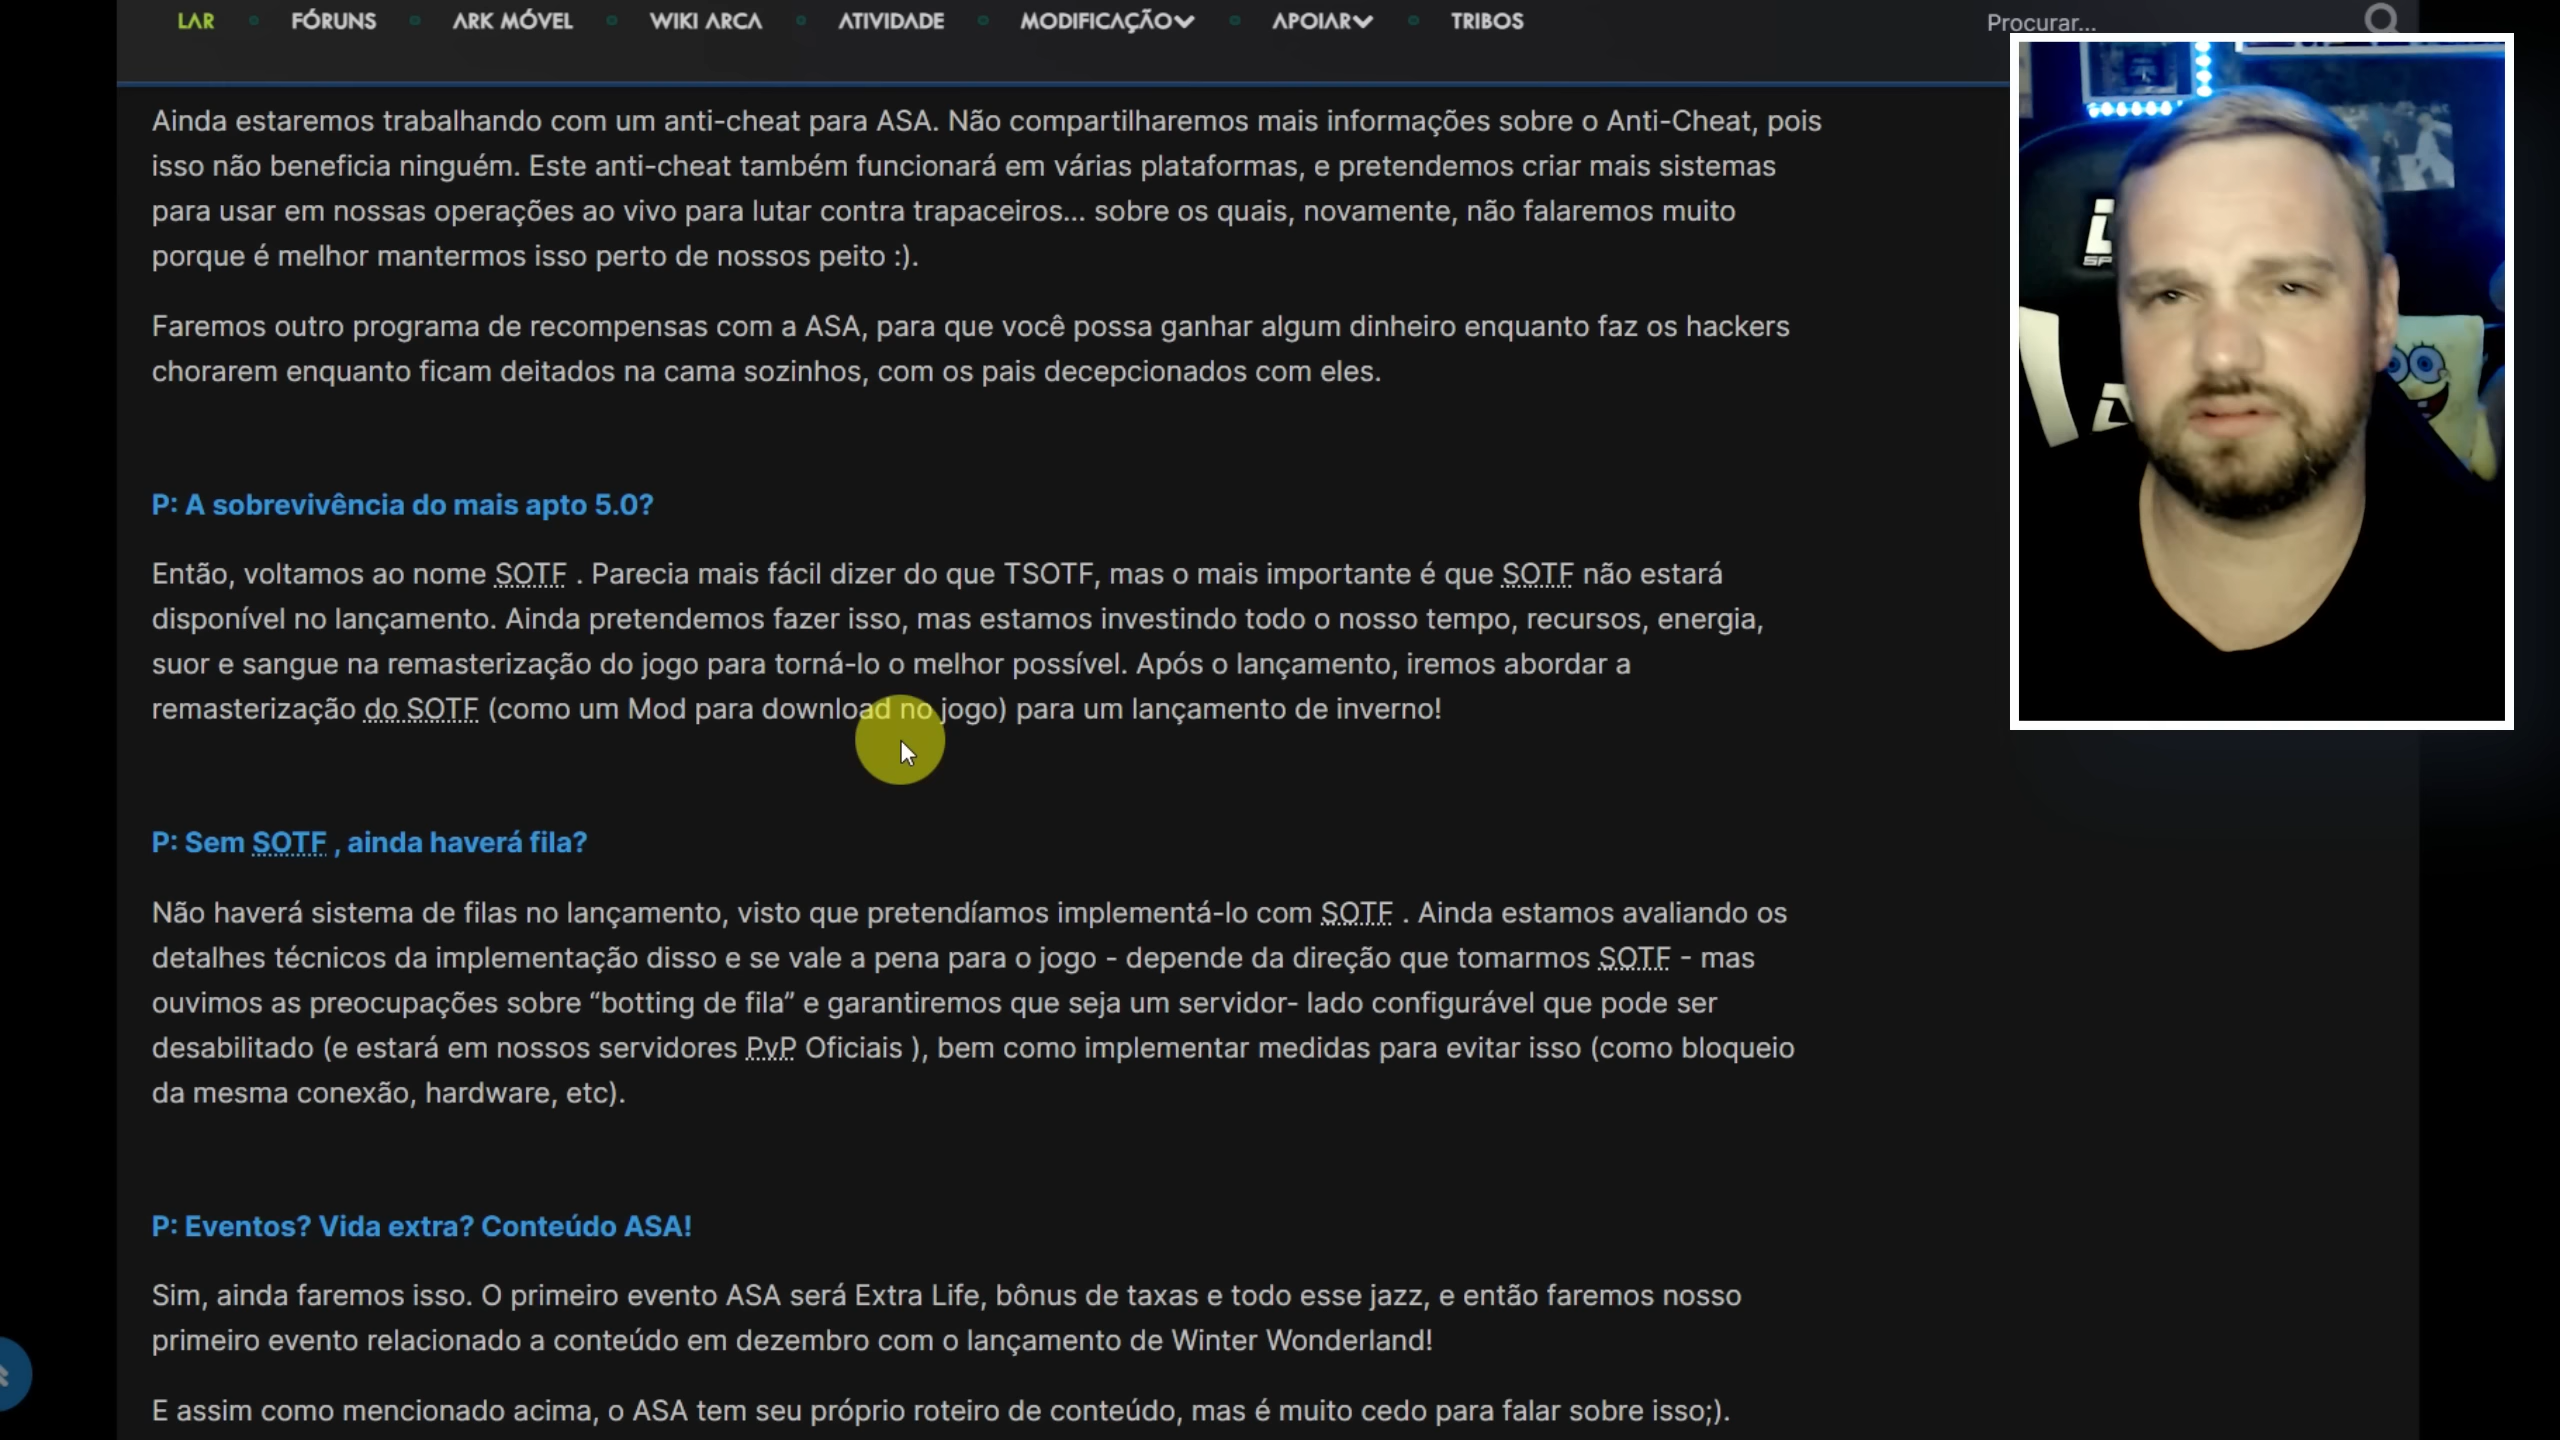 LAR FÓRUNS ARK MÓVEL WIKI ARCA ATIVIDADE MODIFICAÇÃO APOIAR TRIBOS Procurar...
Ainda estaremos trabalhando com um anti-cheat para ASA. Não compartilharemos mais informações sobre o Anti-Cheat, pois
isso não beneficia ninguém. Este anti-cheat também funcionará em várias plataformas, e pretendemos criar mais sistemas
para usar em nossas operações ao vivo para lutar contra trapaceiros... sobre os quais, novamente, não falaremos muito
porque é melhor mantermos isso perto de nossos peito :).
Faremos outro programa de recompensas com a ASA, para que você possa ganhar algum dinheiro enquanto faz os hackers
chorarem enquanto ficam deitados na cama sozinhos, com os pais decepcionados com eles.
P: A sobrevivência do mais apto 5.0?
Então, voltamos ao nome SOTF . Parecia mais fácil dizer do que TSOTF, mas o mais importante é que SOTF não estará
disponível no lançamento. Ainda pretendemos fazer isso, mas estamos investindo todo o nosso tempo, recursos, energia,
suor e sangue na remasterização do jogo para torná-lo o melhor possível. Após o lançamento, iremos abordar a
remasterização do SOTF (como um Mod para download no jogo) para um lançamento de inverno!
P: Sem SOTF , ainda haverá fila?
Não haverá sistema de filas no lançamento, visto que pretendíamos implementá-lo com SOTF . Ainda estamos avaliando os
detalhes técnicos da implementação disso e se vale a pena para o jogo - depende da direção que tomarmos SOTF - mas
ouvimos as preocupações sobre “botting de fila” e garantiremos que seja um servidor- lado configurável que pode ser
desabilitado (e estará em nossos servidores PvP Oficiais ), bem como implementar medidas para evitar isso (como bloqueio
da mesma conexão, hardware, etc).
P: Eventos? Vida extra? Conteúdo ASA!
Sim, ainda faremos isso. O primeiro evento ASA será Extra Life, bônus de taxas e todo esse jazz, e então faremos nosso
primeiro evento relacionado a conteúdo em dezembro com o lançamento de Winter Wonderland!
E assim como mencionado acima, o ASA tem seu próprio roteiro de conteúdo, mas é muito cedo para falar sobre isso;).